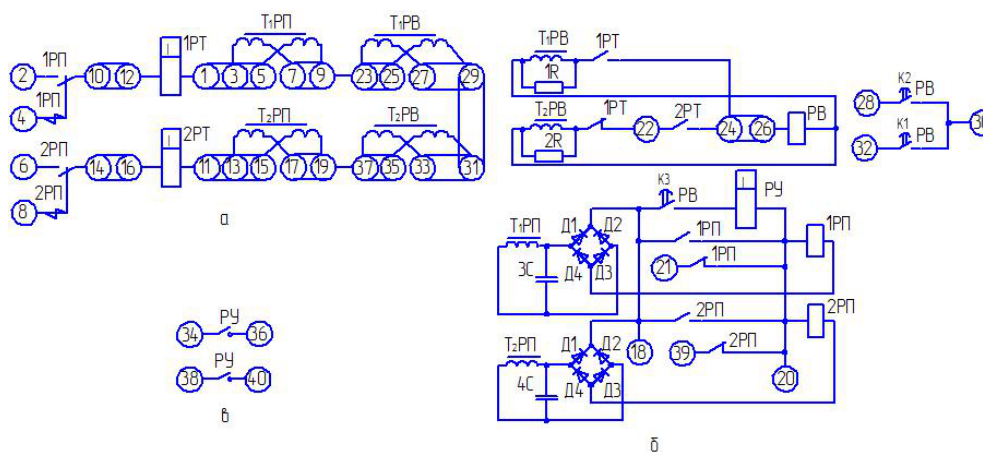 Т₁РП Т₁РВ
1РП 1РТ
2 10 12 1 3 5 7 9 23 25 27 29
1РП
4
Т₂РП Т₂РВ
2РП 2РТ
6 14 16 11 13 15 17 19 37 35 33 31
2РП
8
а
Т₁РВ 1РТ
1R
Т₂РВ 1РТ 2РТ РВ
22 24 26
2R
К2
28 РВ
К1
32 РВ
К3
РВ I РУ
Т₁РП Д1 Д2 1РП 1РП
3С Д4 Д3 21 1РП
2РП 2РП
Т₂РП Д1 Д2 18 39 2РП
4С Д4 Д3 20
б
РУ
34 36
РУ
38 40
в